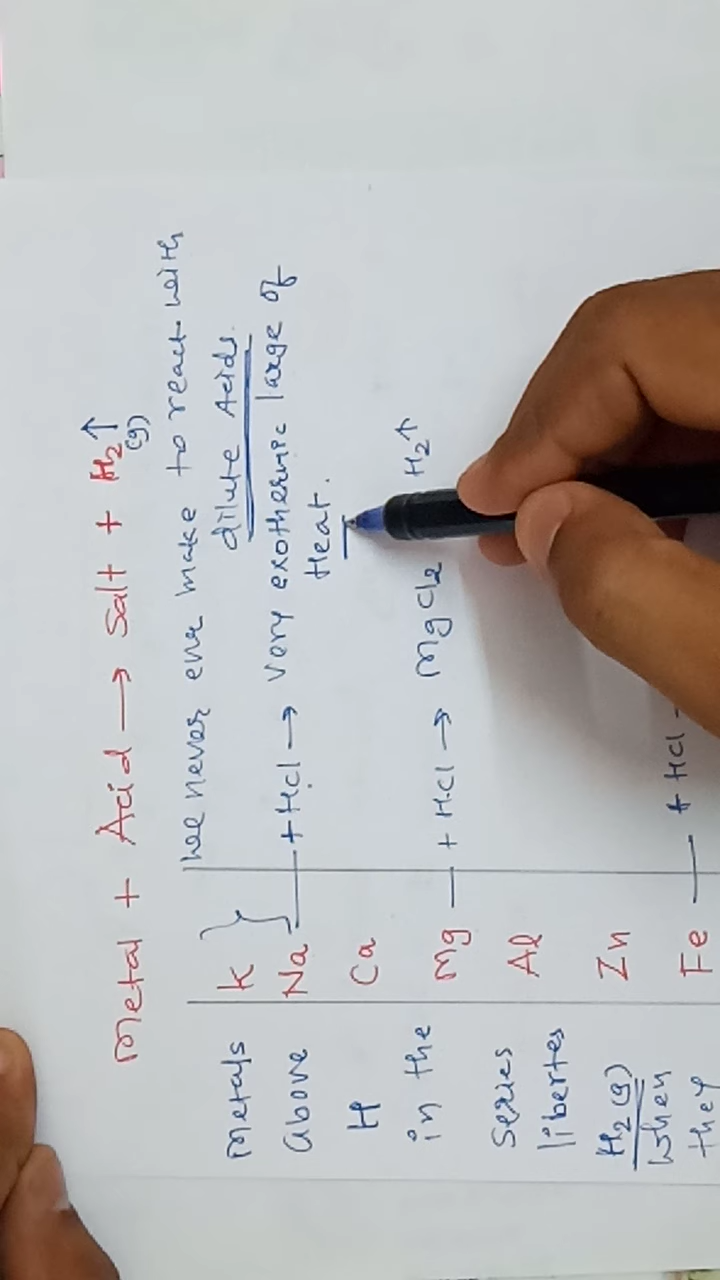 Metal + Acid → Salt + H2↑
(g)
we never ever make to react with
dilute Acids.
Metals
K
Above
Na
+ HCl → very exothermic large of
Heat.
H
Ca
in the
Mg
+ HCl → MgCl2 H2↑
Series
Al
libertes
Zn
H2 (g)
when
Fe
+ HCl
they